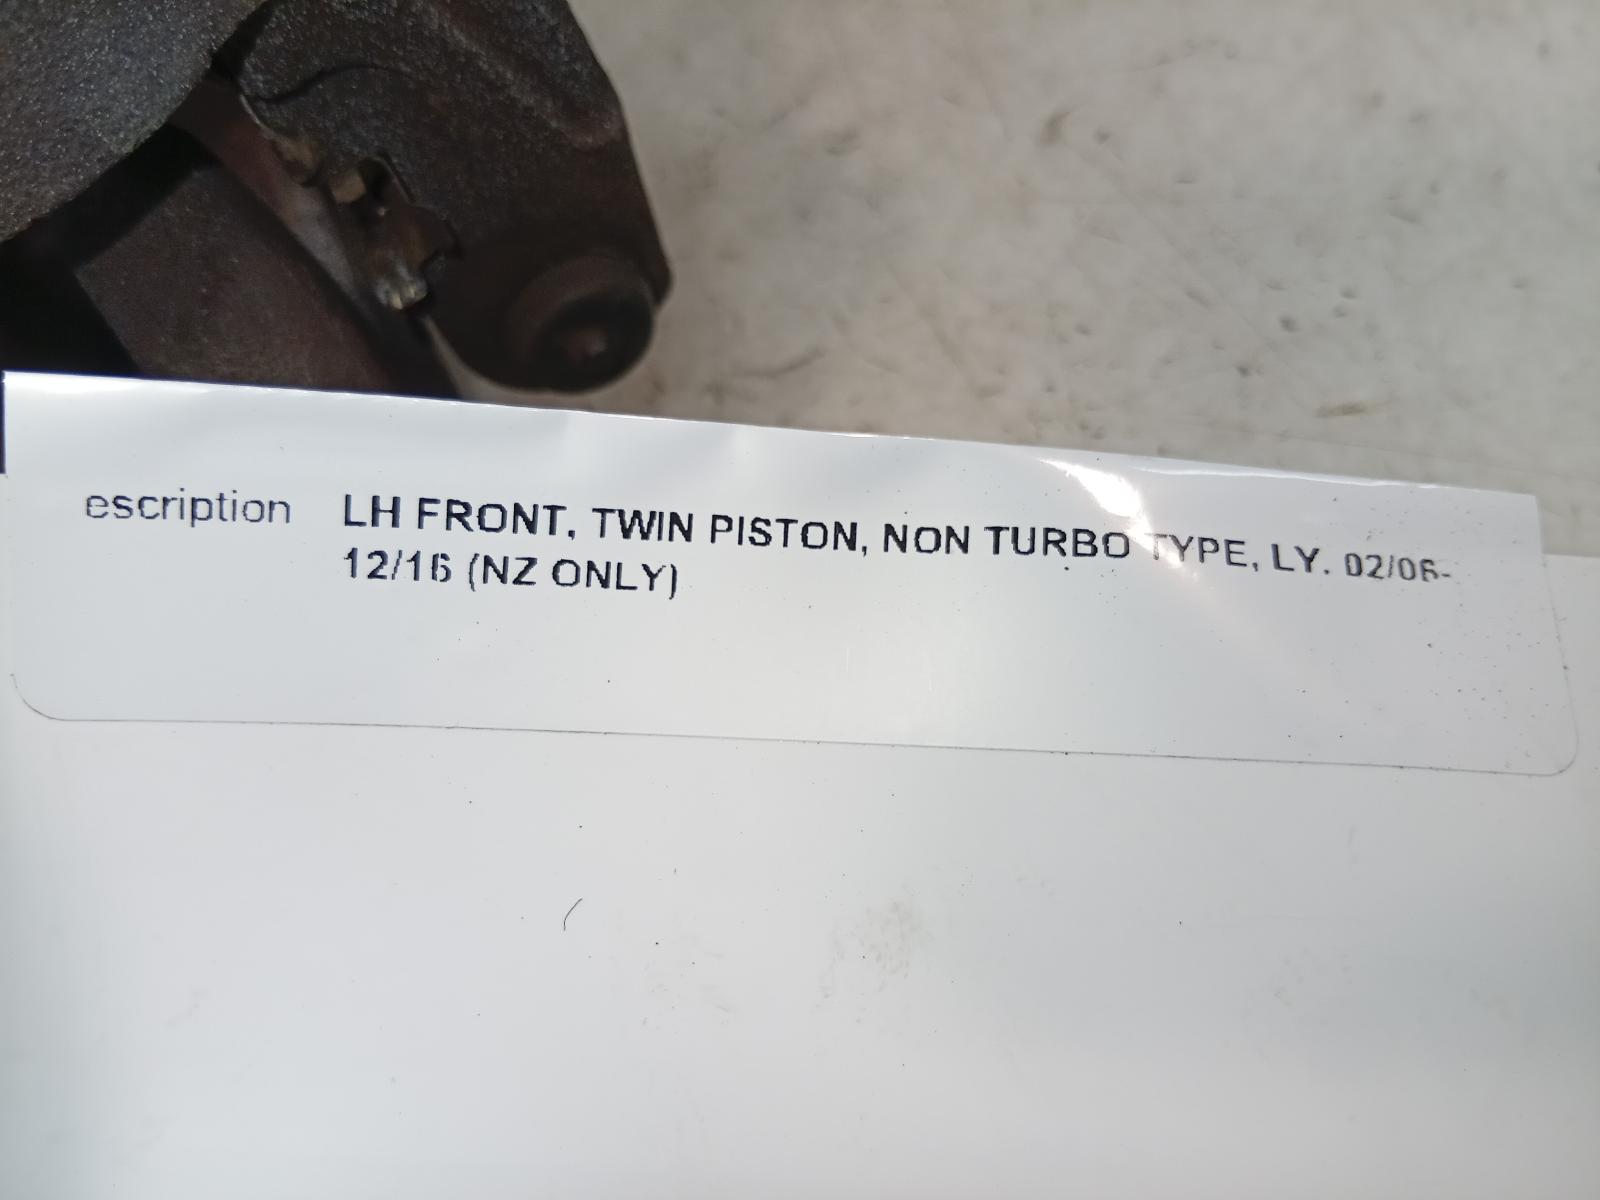 escription LH FRONT, TWIN PISTON, NON TURBO TYPE, LY. 02/06-
12/16 (NZ ONLY)